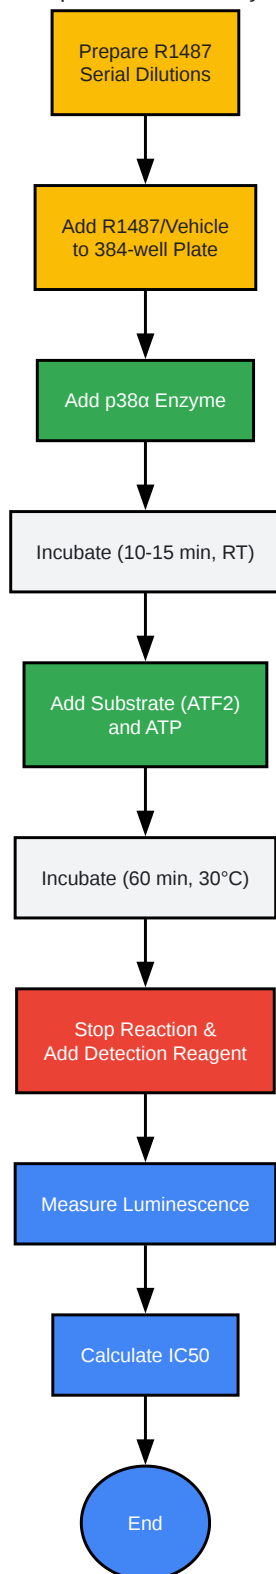 Prepare R1487
Serial Dilutions
Add R1487/Vehicle
to 384-well Plate
Add p38α Enzyme
Incubate (10-15 min, RT)
Add Substrate (ATF2)
and ATP
Incubate (60 min, 30°C)
Stop Reaction &
Add Detection Reagent
Measure Luminescence
Calculate IC50
End